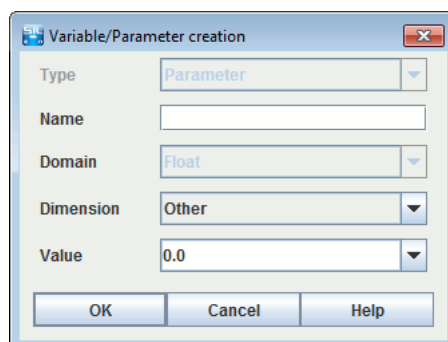 Variable/Parameter creation
Type Parameter
Name
Domain Float
Dimension Other
Value 0.0
OK Cancel Help